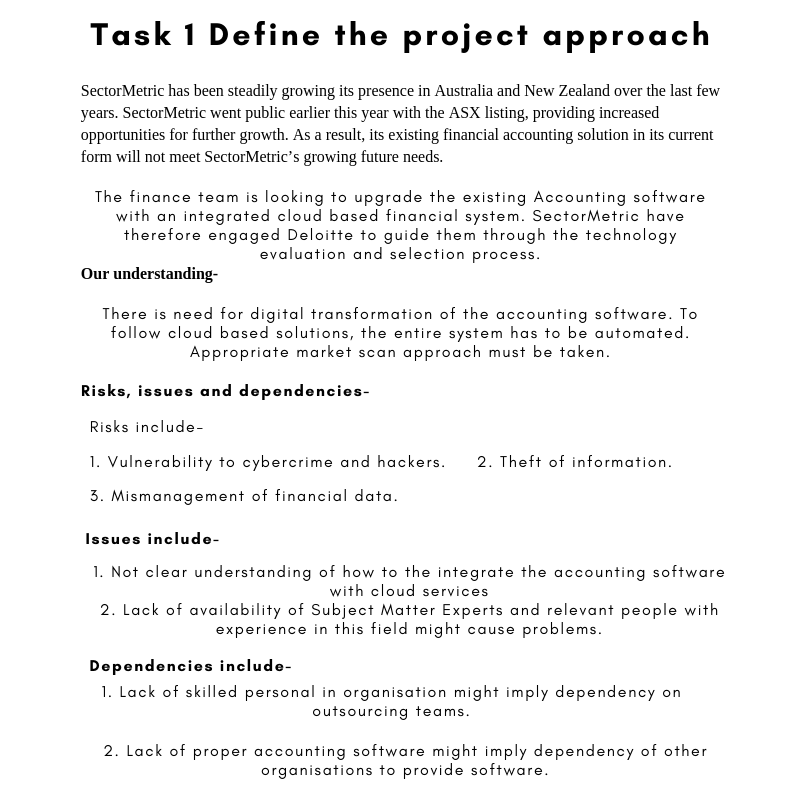 Task 1 Define the project approach
SectorMetric has been steadily growing its presence in Australia and New Zealand over the last few
years. SectorMetric went public earlier this year with the ASX listing, providing increased
opportunities for further growth. As a result, its existing financial accounting solution in its current
form will not meet SectorMetric’s growing future needs.
The finance team is looking to upgrade the existing Accounting software
with an integrated cloud based financial system. SectorMetric have
therefore engaged Deloitte to guide them through the technology
evaluation and selection process.
Our understanding-
There is need for digital transformation of the accounting software. To
follow cloud based solutions, the entire system has to be automated.
Appropriate market scan approach must be taken.
Risks, issues and dependencies-
Risks include-
1. Vulnerability to cybercrime and hackers. 2. Theft of information.
3. Mismanagement of financial data.
Issues include-
1. Not clear understanding of how to the integrate the accounting software
with cloud services
2. Lack of availability of Subject Matter Experts and relevant people with
experience in this field might cause problems.
Dependencies include-
1. Lack of skilled personal in organisation might imply dependency on
outsourcing teams.
2. Lack of proper accounting software might imply dependency of other
organisations to provide software.